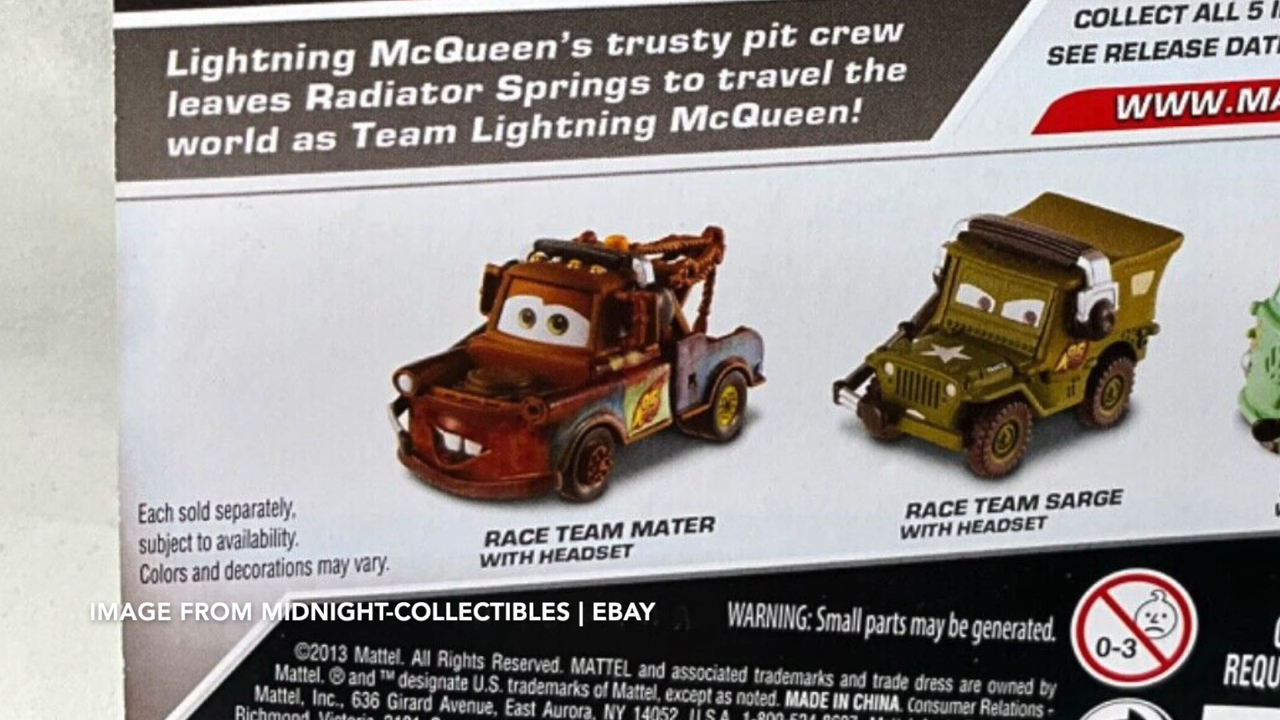 Lightning McQueen's trusty pit crew
leaves Radiator Springs to travel the
world as Team Lightning McQueen!
COLLECT ALL 5
SEE RELEASE
WWW.
Each sold separately,
subject to availability.
Colors and decorations may vary.
RACE TEAM MATER
WITH HEADSET
RACE TEAM SARGE
WITH HEADSET
IMAGE FROM MIDNIGHT-COLLECTIBLES | EBAY
WARNING: Small parts may be generated.
0-3
©2013 Mattel. All Rights Reserved. MATTEL and associated trademarks and trade dress are owned by
Mattel. ® and ™ designate U.S. trademarks of Mattel, except as noted. MADE IN CHINA. Consumer Relations -
Mattel, Inc., 636 Girard Avenue, East Aurora, NY 14052, U.S.A.